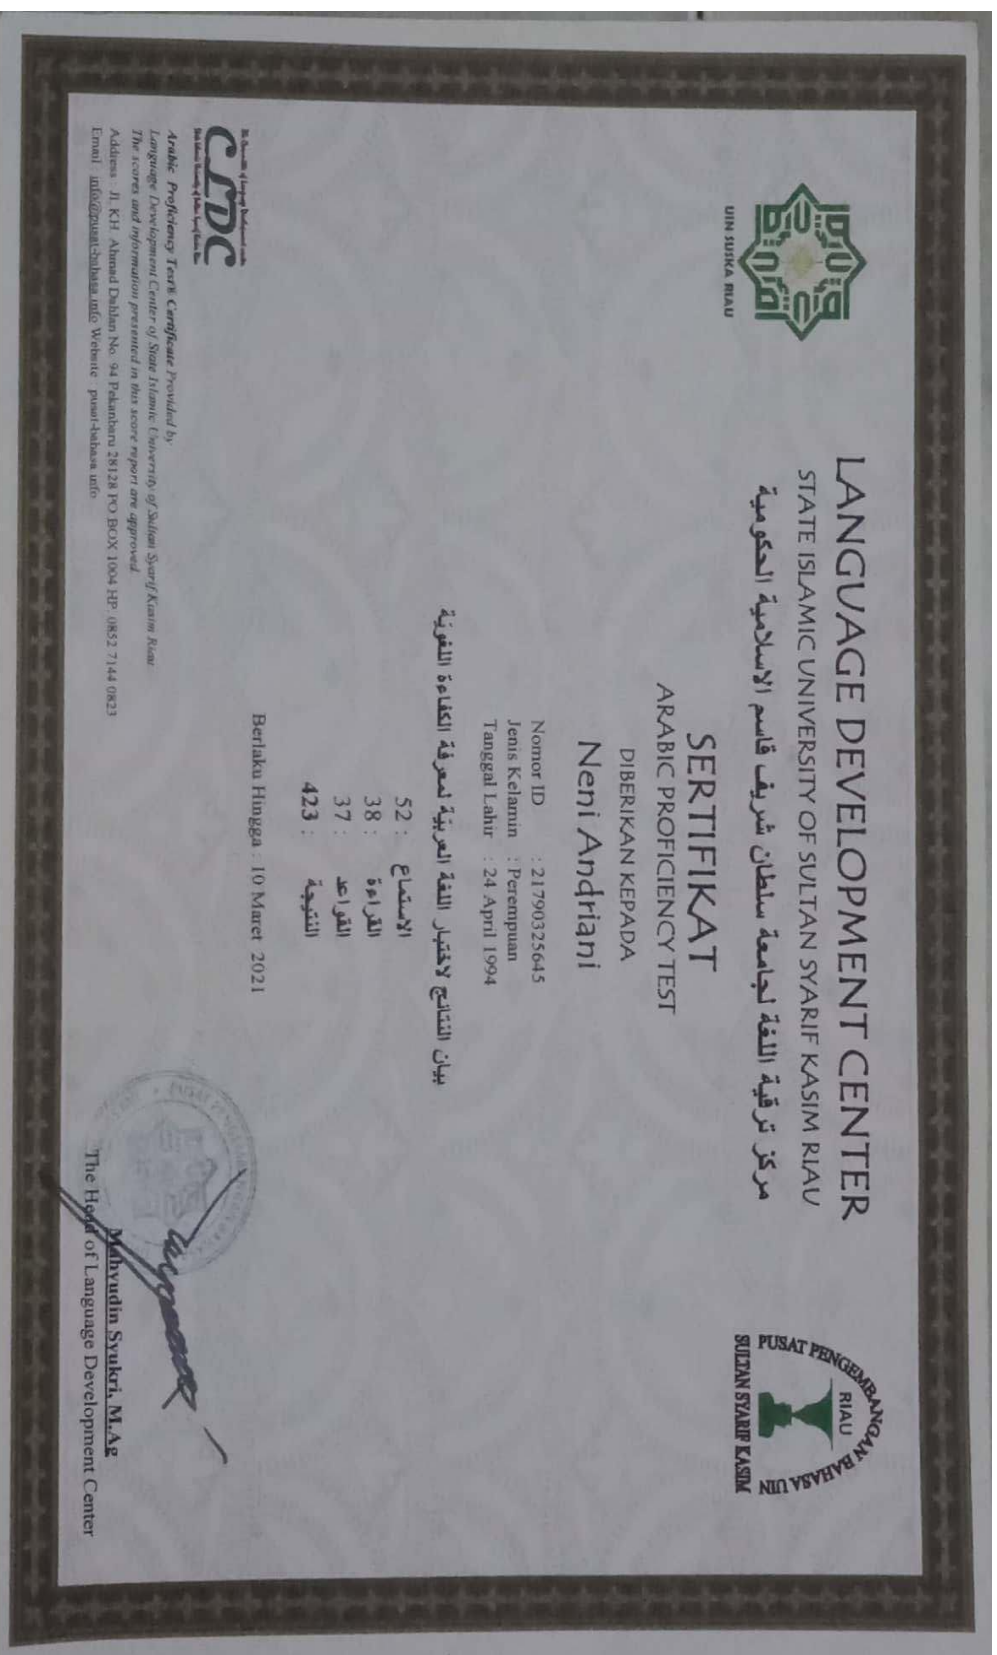 UIN SUSKA RIAU
LANGUAGE DEVELOPMENT CENTER
STATE ISLAMIC UNIVERSITY OF SULTAN SYARIF KASIM RIAU
مركز ترقية اللغة لجامعة سلطان شريف قاسم الاسلامية الحكومية
PUSAT PENGEMBANGAN BAHASA UIN
RIAU
SULTAN SYARIF KASIM
SERTIFIKAT
ARABIC PROFICIENCY TEST
DIBERIKAN KEPADA
Neni Andriani
Nomor ID : 21790325645
Jenis Kelamin : Perempuan
Tanggal Lahir : 24 April 1994
بيان النتائج لاختبار اللغة العربية لمعرفة الكفاءة اللغوية
52 : الاستماع
38 : القراءة
37 : القواعد
423 : النتيجة
Berlaku Hingga : 10 Maret 2021
CLDC
Arabic Proficiency Test® Certificate Provided by
Language Development Center of State Islamic University of Sultan Syarif Kasim Riau
The scores and information presented in this score report are approved.
Address : Jl. KH. Ahmad Dahlan No. 94 Pekanbaru 28128 PO.BOX 1004 HP. 0852 7144 0823
Email : info@pusat-bahasa.info Website : pusat-bahasa.info
Mahyudin Syukri, M.Ag
The Head of Language Development Center